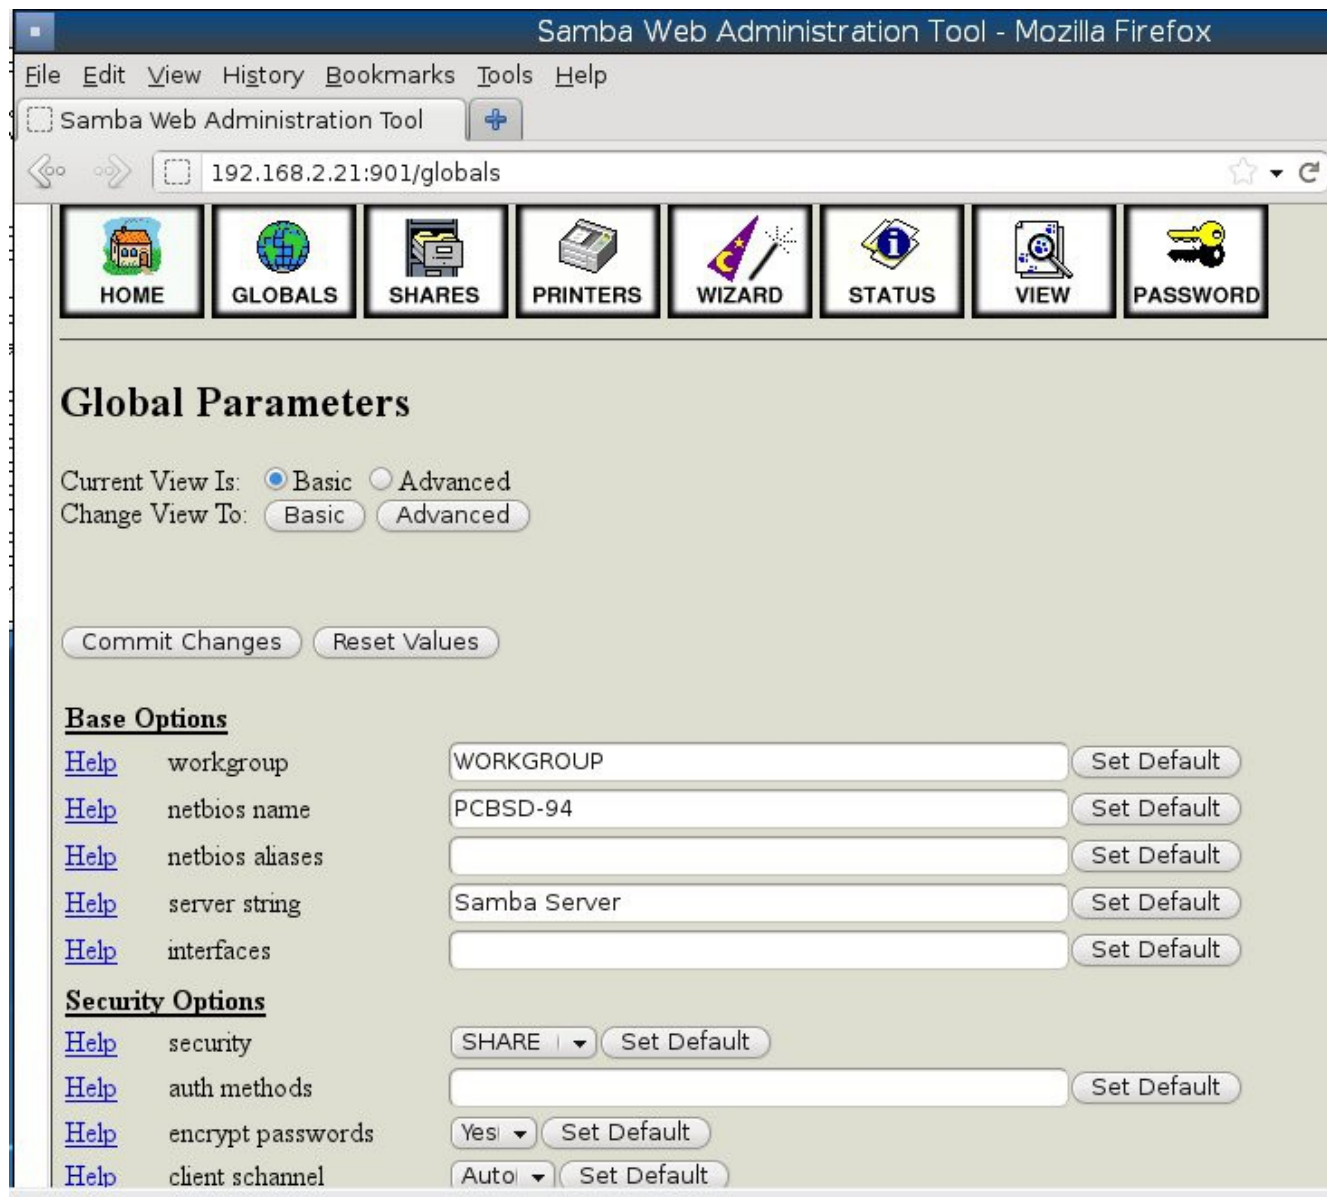 Samba Web Administration Tool - Mozilla Firefox
File Edit View History Bookmarks Tools Help
Samba Web Administration Tool
192.168.2.21:901/globals
HOME GLOBALS SHARES PRINTERS WIZARD STATUS VIEW PASSWORD
Global Parameters
Current View Is: Basic Advanced
Change View To: Basic Advanced
Commit Changes Reset Values
Base Options
Help workgroup WORKGROUP Set Default
Help netbios name PCBSD-94 Set Default
Help netbios aliases Set Default
Help server string Samba Server Set Default
Help interfaces Set Default
Security Options
Help security SHARE Set Default
Help auth methods Set Default
Help encrypt passwords Yes Set Default
Help client schannel Auto Set Default